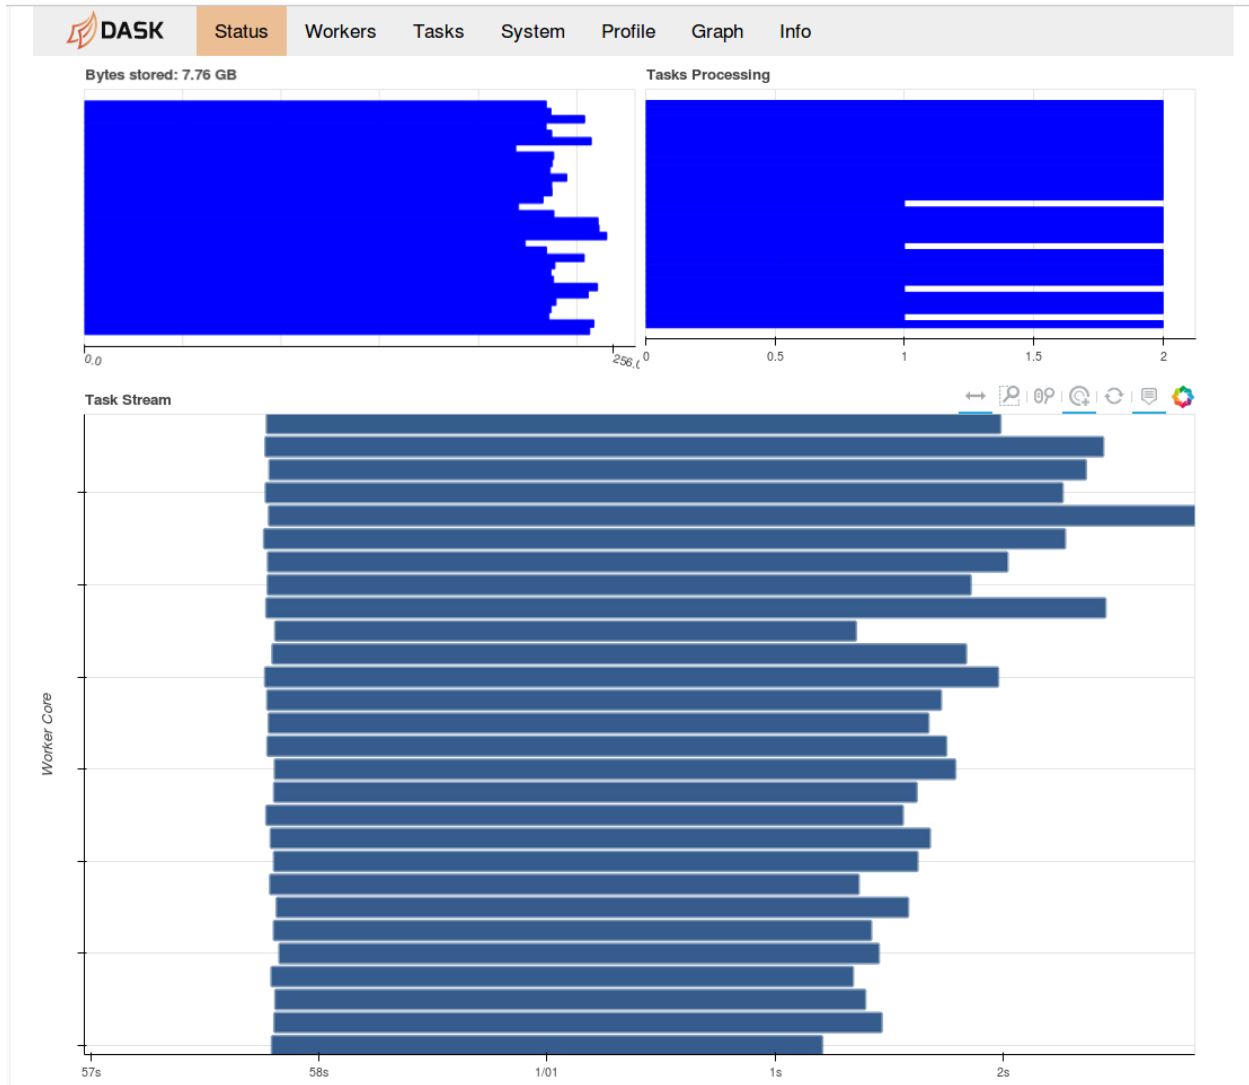 DASK Status Workers Tasks System Profile Graph Info
Bytes stored: 7.76 GB
Tasks Processing
0.0 256.(
0 0.5 1 1.5 2
Task Stream
Worker Core
57s 58s 1/01 1s 2s